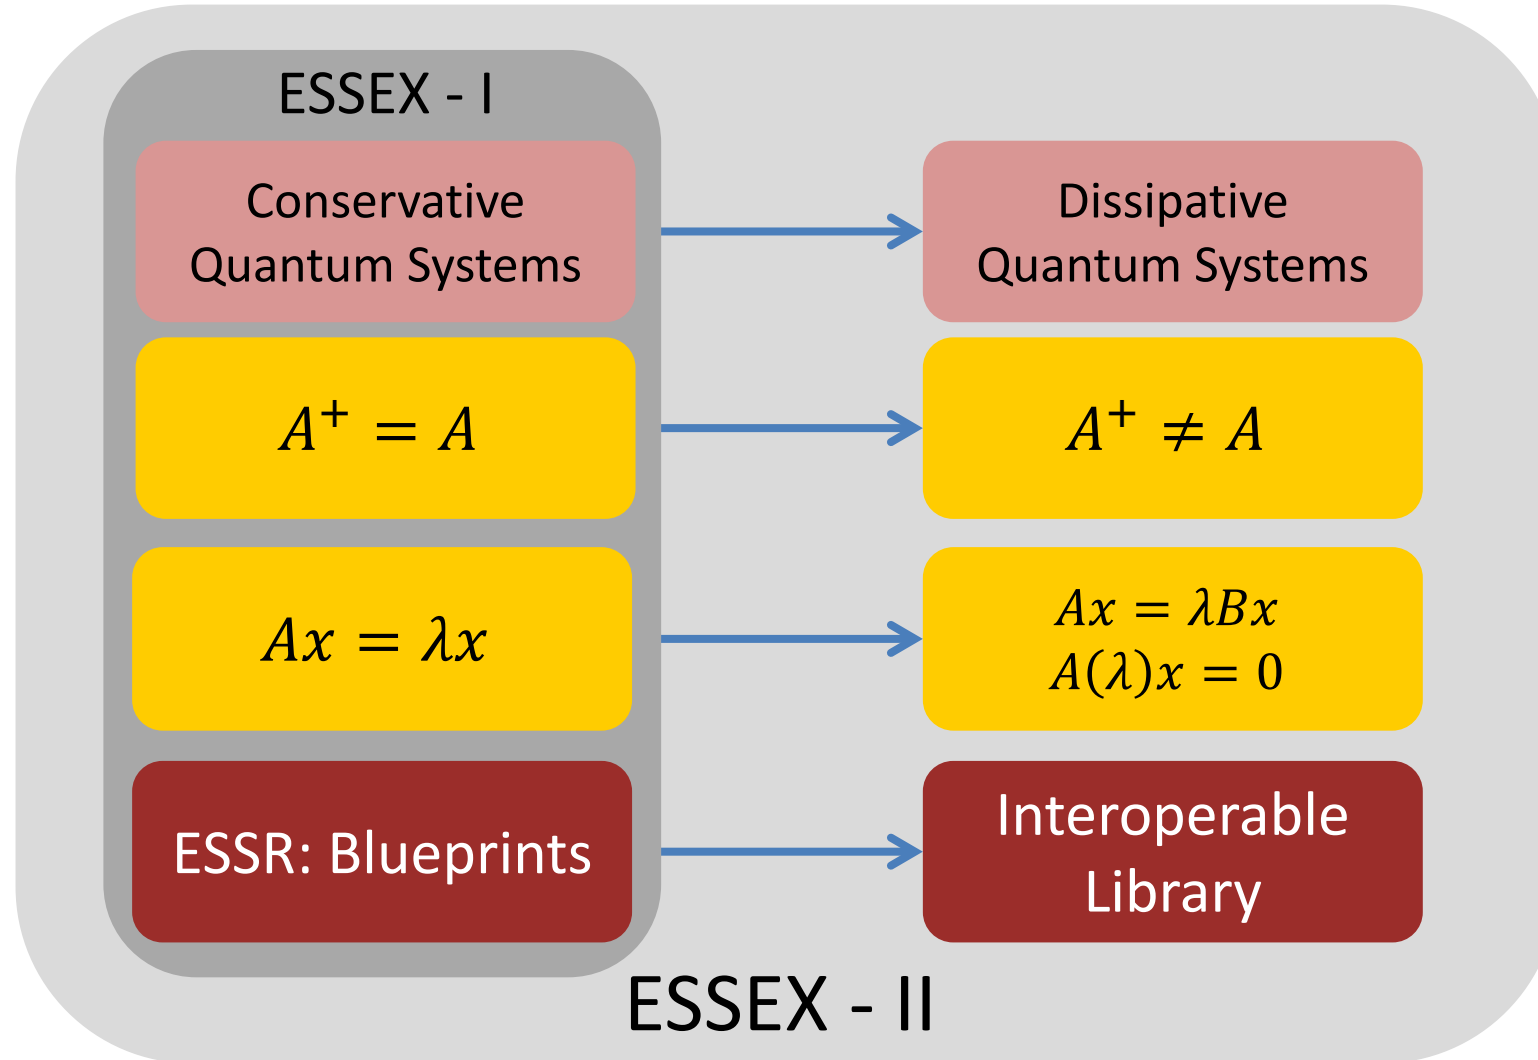 ESSEX - I
Conservative
Quantum Systems
Dissipative
Quantum Systems
A⁺ = A
A⁺ ≠ A
Ax = λx
Ax = λBx
A(λ)x = 0
ESSR: Blueprints
Interoperable
Library
ESSEX - II